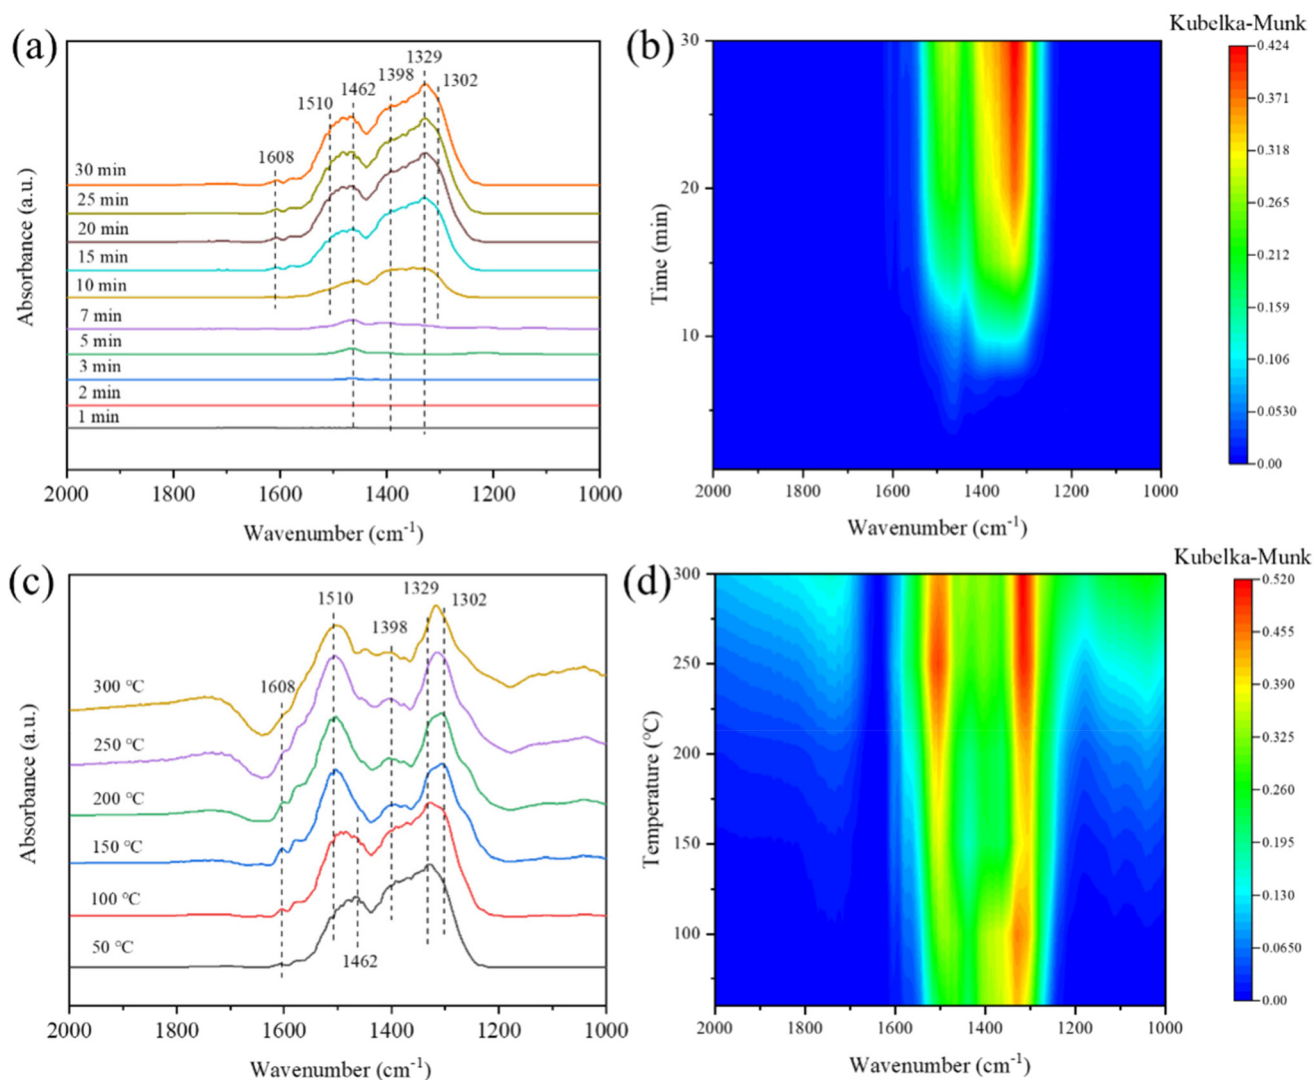 (a)
1510
1462
1398
1329
1302
1608
30 min
25 min
20 min
15 min
10 min
7 min
5 min
3 min
2 min
1 min
Absorbance (a.u.)
2000
1800
1600
1400
1200
1000
Wavenumber (cm⁻¹)
(b)
Kubelka-Munk
30
20
10
Time (min)
2000
1800
1600
1400
1200
1000
Wavenumber (cm⁻¹)
0.424
0.371
0.318
0.265
0.212
0.159
0.106
0.0530
0.00
(c)
1510
1398
1329
1302
1608
1462
300 °C
250 °C
200 °C
150 °C
100 °C
50 °C
Absorbance (a.u.)
2000
1800
1600
1400
1200
1000
Wavenumber (cm⁻¹)
(d)
Kubelka-Munk
300
250
200
150
100
Temperature (°C)
2000
1800
1600
1400
1200
1000
Wavenumber (cm⁻¹)
0.520
0.455
0.390
0.325
0.260
0.195
0.130
0.0650
0.00